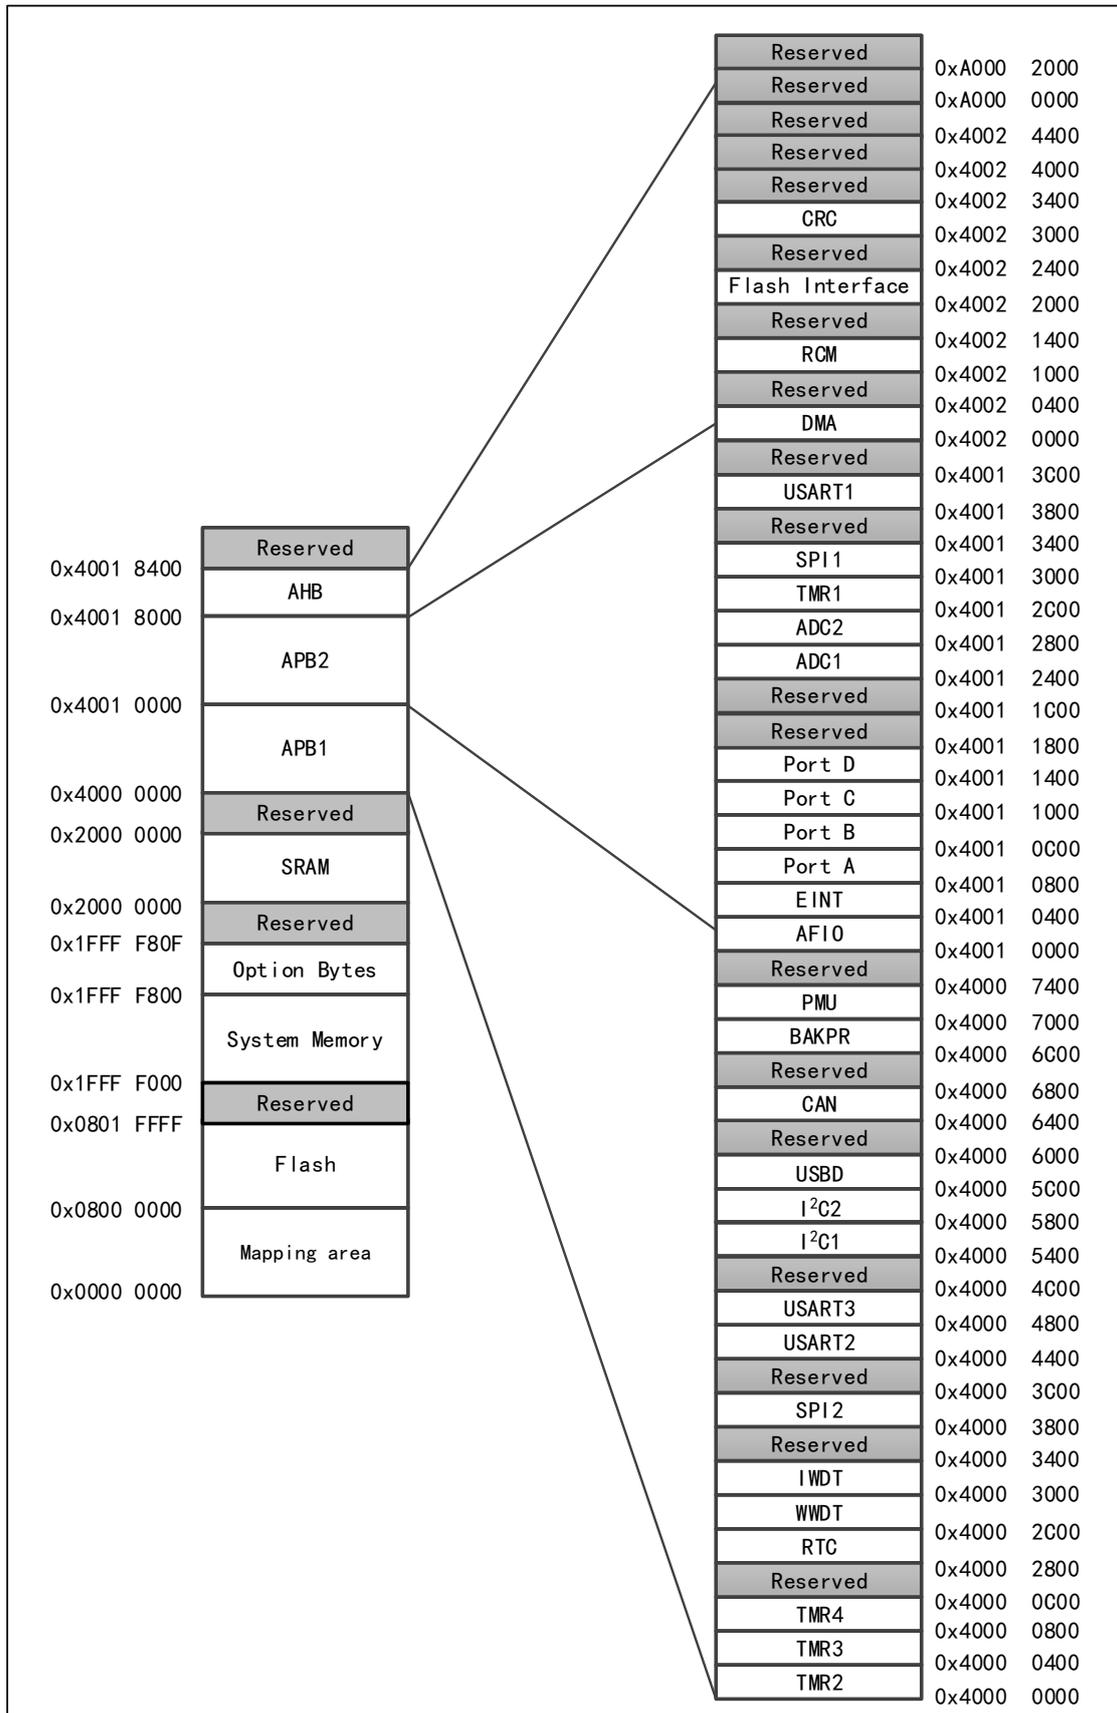 Reserved
0x4001 8400
AHB
0x4001 8000
APB2
0x4001 0000
APB1
0x4000 0000
Reserved
0x2000 0000
SRAM
0x2000 0000
Reserved
0x1FFF F80F
Option Bytes
0x1FFF F800
System Memory
0x1FFF F000
Reserved
0x0801 FFFF
Flash
0x0800 0000
Mapping area
0x0000 0000
Reserved
0xA000 2000
Reserved
0xA000 0000
Reserved
0x4002 4400
Reserved
0x4002 4000
Reserved
0x4002 3400
CRC
0x4002 3000
Reserved
0x4002 2400
Flash Interface
0x4002 2000
Reserved
0x4002 1400
RCM
0x4002 1000
Reserved
0x4002 0400
DMA
0x4002 0000
Reserved
0x4001 3C00
USART1
0x4001 3800
Reserved
0x4001 3400
SPI1
0x4001 3000
TMR1
0x4001 2C00
ADC2
0x4001 2800
ADC1
0x4001 2400
Reserved
0x4001 1C00
Reserved
0x4001 1800
Port D
0x4001 1400
Port C
0x4001 1000
Port B
0x4001 0C00
Port A
0x4001 0800
EINT
0x4001 0400
AFIO
0x4001 0000
Reserved
0x4000 7400
PMU
0x4000 7000
BAKPR
0x4000 6C00
Reserved
0x4000 6800
CAN
0x4000 6400
Reserved
0x4000 6000
USBD
0x4000 5C00
I²C2
0x4000 5800
I²C1
0x4000 5400
Reserved
0x4000 4C00
USART3
0x4000 4800
USART2
0x4000 4400
Reserved
0x4000 3C00
SPI2
0x4000 3800
Reserved
0x4000 3400
IWDT
0x4000 3000
WWDT
0x4000 2C00
RTC
0x4000 2800
Reserved
0x4000 0C00
TMR4
0x4000 0800
TMR3
0x4000 0400
TMR2
0x4000 0000